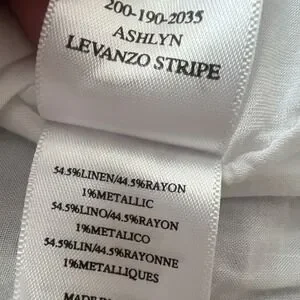 200-190-2035
ASHLYN
LEVANZO STRIPE
54.5%LINEN/44.5%RAYON
1%METALLIC
54.5%LINO/44.5%RAYON
1%METALICO
54.5%LIN/44.5%RAYONNE
1%METALLIQUES
MADE